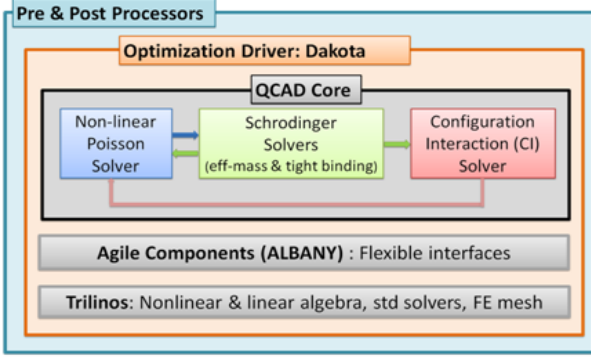 Pre & Post Processors
Optimization Driver: Dakota
QCAD Core
Non-linear
Poisson
Solver
Schrodinger
Solvers
(eff-mass & tight binding)
Configuration
Interaction (CI)
Solver
Agile Components (ALBANY) : Flexible interfaces
Trilinos: Nonlinear & linear algebra, std solvers, FE mesh